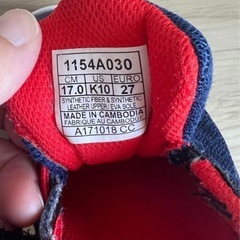 1154A030
CM US EURO
17.0 K10 27
SYNTHETIC FIBER & SYNTHETIC
LEATHER UPPER / EVA SOLE
MADE IN CAMBODIA
FABRIQUE AU CAMBODGE
A171018 CC